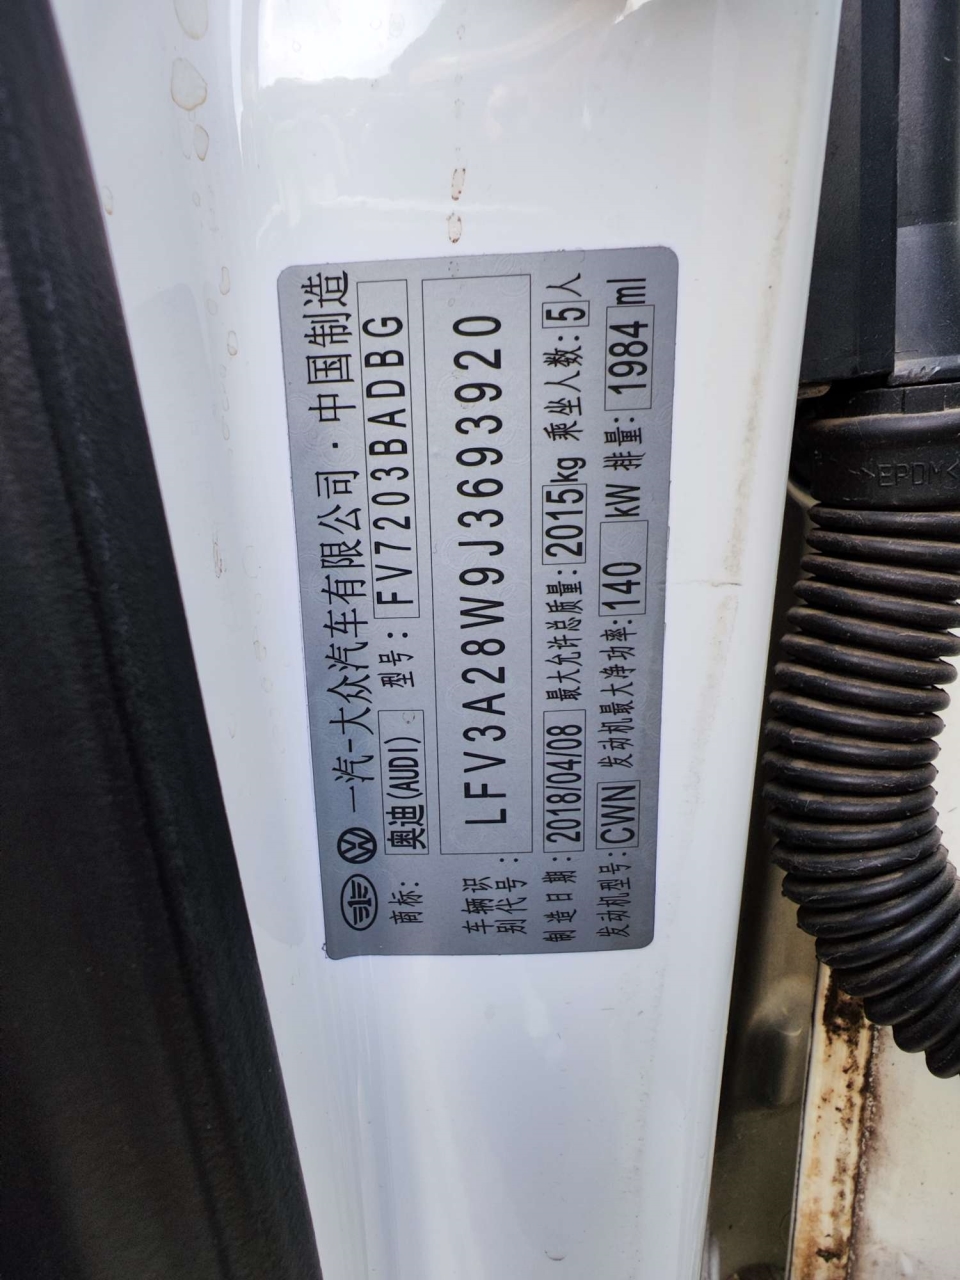 一汽-大众汽车有限公司·中国制造
商标: 奥迪(AUDI) 型号: FV7203BADBG
车辆识别代号: LFV3A28W9J3693920
制造日期: 2018/04/08 最大允许总质量: 2015kg 乘坐人数: 5人
发动机型号: CWN 发动机最大净功率: 140 kW 排量: 1984 ml
>EPDM<